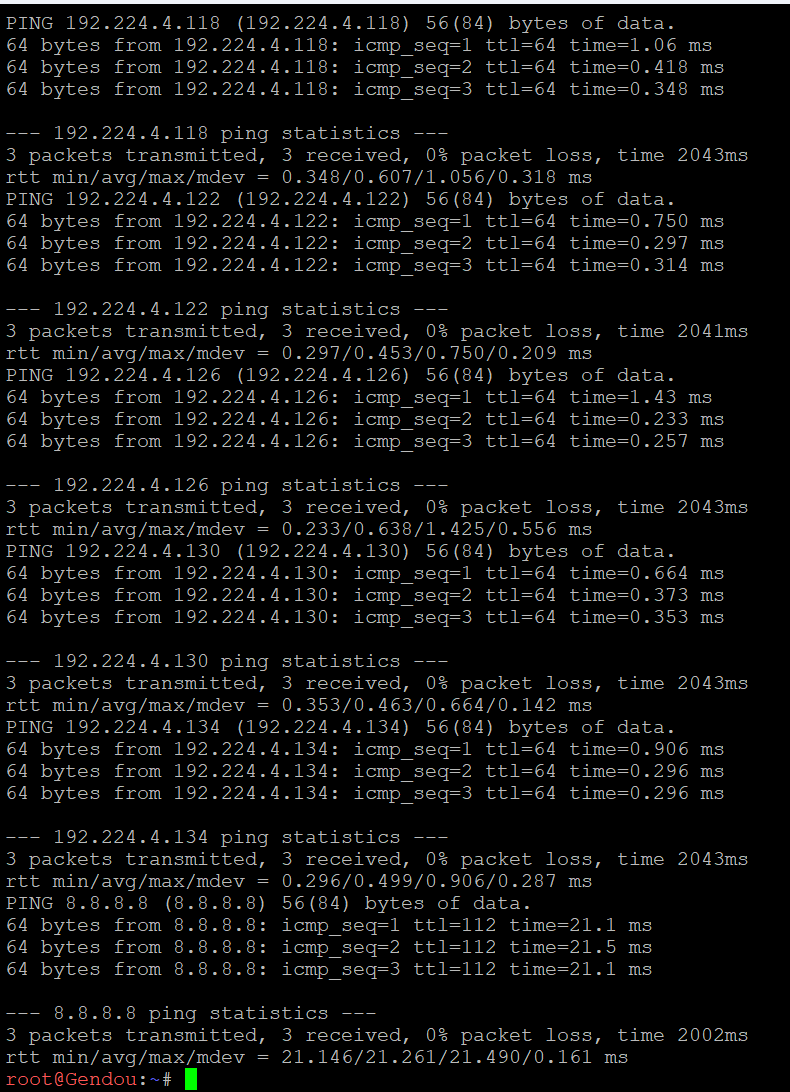 PING 192.224.4.118 (192.224.4.118) 56(84) bytes of data.
64 bytes from 192.224.4.118: icmp_seq=1 ttl=64 time=1.06 ms
64 bytes from 192.224.4.118: icmp_seq=2 ttl=64 time=0.418 ms
64 bytes from 192.224.4.118: icmp_seq=3 ttl=64 time=0.348 ms
--- 192.224.4.118 ping statistics ---
3 packets transmitted, 3 received, 0% packet loss, time 2043ms
rtt min/avg/max/mdev = 0.348/0.607/1.056/0.318 ms
PING 192.224.4.122 (192.224.4.122) 56(84) bytes of data.
64 bytes from 192.224.4.122: icmp_seq=1 ttl=64 time=0.750 ms
64 bytes from 192.224.4.122: icmp_seq=2 ttl=64 time=0.297 ms
64 bytes from 192.224.4.122: icmp_seq=3 ttl=64 time=0.314 ms
--- 192.224.4.122 ping statistics ---
3 packets transmitted, 3 received, 0% packet loss, time 2041ms
rtt min/avg/max/mdev = 0.297/0.453/0.750/0.209 ms
PING 192.224.4.126 (192.224.4.126) 56(84) bytes of data.
64 bytes from 192.224.4.126: icmp_seq=1 ttl=64 time=1.43 ms
64 bytes from 192.224.4.126: icmp_seq=2 ttl=64 time=0.233 ms
64 bytes from 192.224.4.126: icmp_seq=3 ttl=64 time=0.257 ms
--- 192.224.4.126 ping statistics ---
3 packets transmitted, 3 received, 0% packet loss, time 2043ms
rtt min/avg/max/mdev = 0.233/0.638/1.425/0.556 ms
PING 192.224.4.130 (192.224.4.130) 56(84) bytes of data.
64 bytes from 192.224.4.130: icmp_seq=1 ttl=64 time=0.664 ms
64 bytes from 192.224.4.130: icmp_seq=2 ttl=64 time=0.373 ms
64 bytes from 192.224.4.130: icmp_seq=3 ttl=64 time=0.353 ms
--- 192.224.4.130 ping statistics ---
3 packets transmitted, 3 received, 0% packet loss, time 2043ms
rtt min/avg/max/mdev = 0.353/0.463/0.664/0.142 ms
PING 192.224.4.134 (192.224.4.134) 56(84) bytes of data.
64 bytes from 192.224.4.134: icmp_seq=1 ttl=64 time=0.906 ms
64 bytes from 192.224.4.134: icmp_seq=2 ttl=64 time=0.296 ms
64 bytes from 192.224.4.134: icmp_seq=3 ttl=64 time=0.296 ms
--- 192.224.4.134 ping statistics ---
3 packets transmitted, 3 received, 0% packet loss, time 2043ms
rtt min/avg/max/mdev = 0.296/0.499/0.906/0.287 ms
PING 8.8.8.8 (8.8.8.8) 56(84) bytes of data.
64 bytes from 8.8.8.8: icmp_seq=1 ttl=112 time=21.1 ms
64 bytes from 8.8.8.8: icmp_seq=2 ttl=112 time=21.5 ms
64 bytes from 8.8.8.8: icmp_seq=3 ttl=112 time=21.1 ms
--- 8.8.8.8 ping statistics ---
3 packets transmitted, 3 received, 0% packet loss, time 2002ms
rtt min/avg/max/mdev = 21.146/21.261/21.490/0.161 ms
root@Gendou:~#